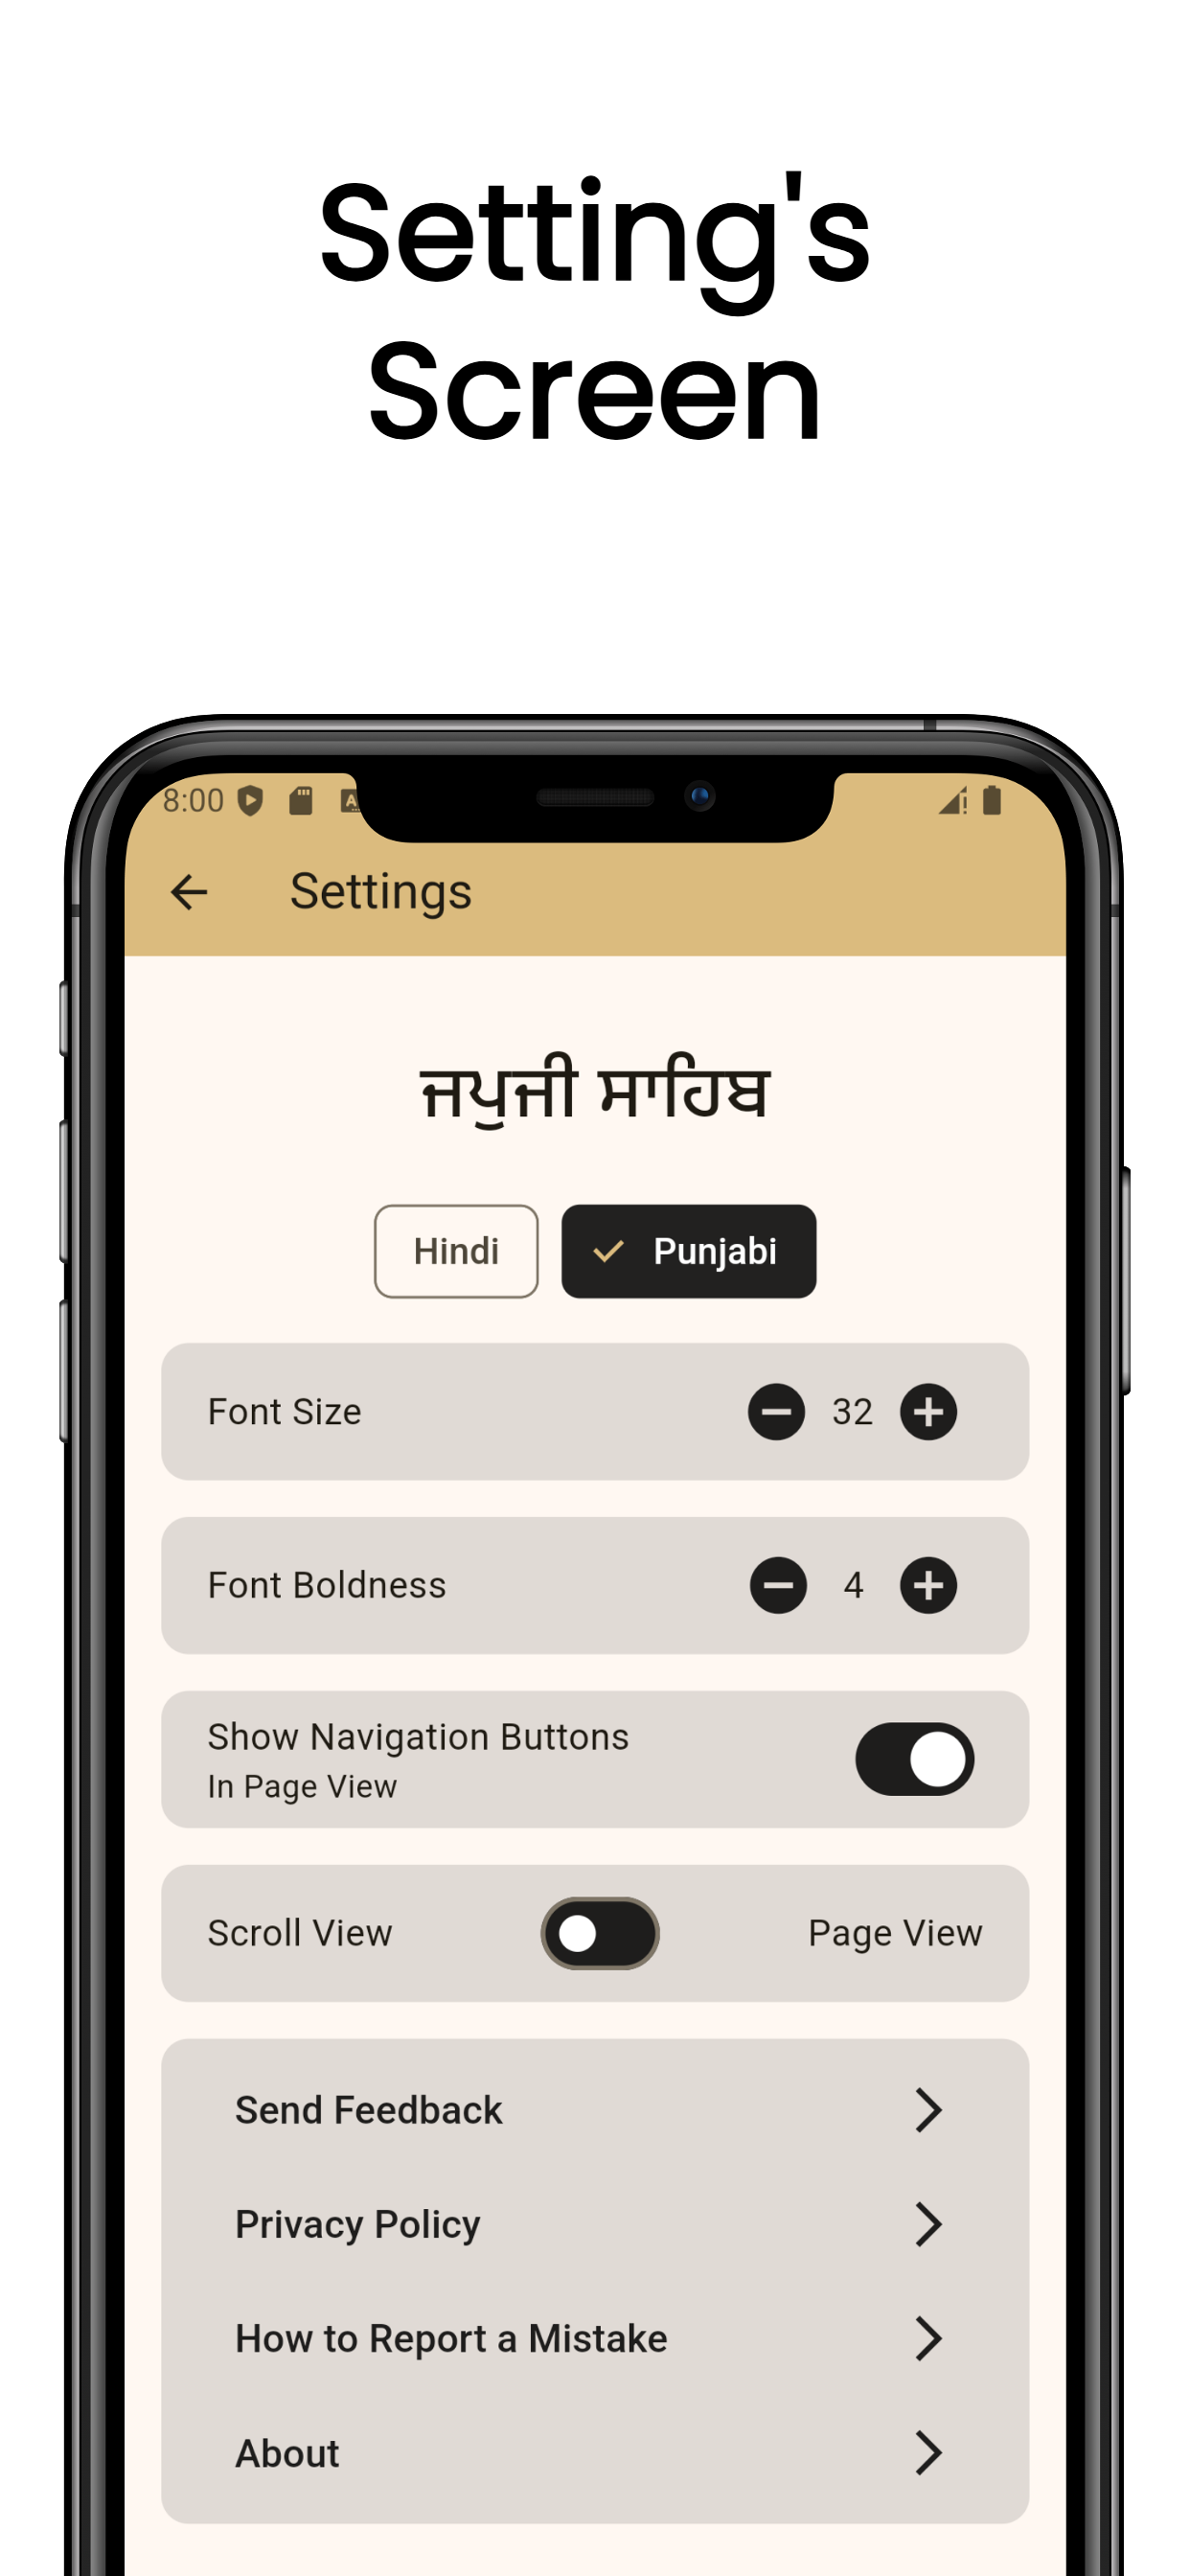 Setting's
Screen
8:00
Settings
ਜਪੁਜੀ ਸਾਹਿਬ
Hindi
Punjabi
Font Size
32
Font Boldness
4
Show Navigation Buttons
In Page View
Scroll View
Page View
Send Feedback
Privacy Policy
How to Report a Mistake
About